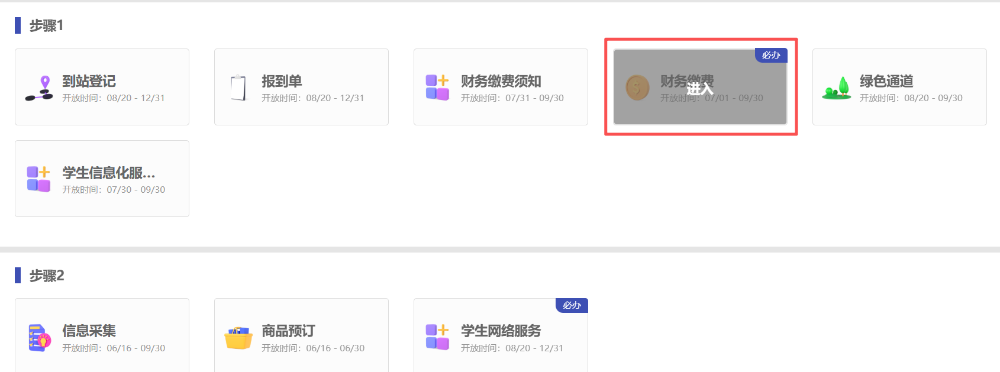 步骤1
到站登记
开放时间：08/20 - 12/31
报到单
开放时间：08/20 - 12/31
财务缴费须知
开放时间：07/31 - 09/30
必办
财务缴费
进入
开放时间：07/01 - 09/30
绿色通道
开放时间：08/20 - 09/30
学生信息化服...
开放时间：07/30 - 09/30
步骤2
信息采集
开放时间：06/16 - 09/30
商品预订
开放时间：06/16 - 06/30
必办
学生网络服务
开放时间：08/20 - 12/31